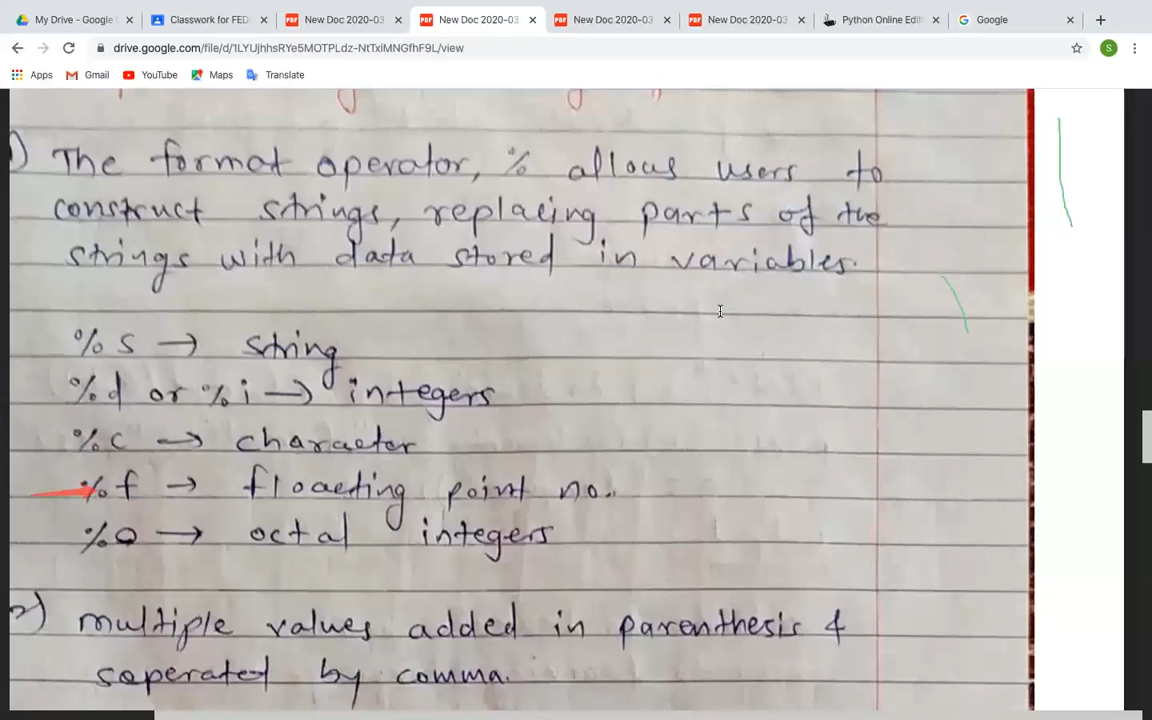 My Drive - Google
Classwork for FED
New Doc 2020-03
New Doc 2020-03
New Doc 2020-03
New Doc 2020-03
Python Online Edit
Google
drive.google.com/file/d/1LYUjhhsRYe5MOTPLdz-NtTxlMNGfhF9L/view
S
Apps
Gmail
YouTube
Maps
Translate
1) The format operator, % allows users to
construct strings, replacing parts of the
strings with data stored in variables.
%s → string
%d or %i → integers
%c → character
%f → floaeting point no.
%o → octal integers
2) multiple values added in parenthesis &
seperated by comma.